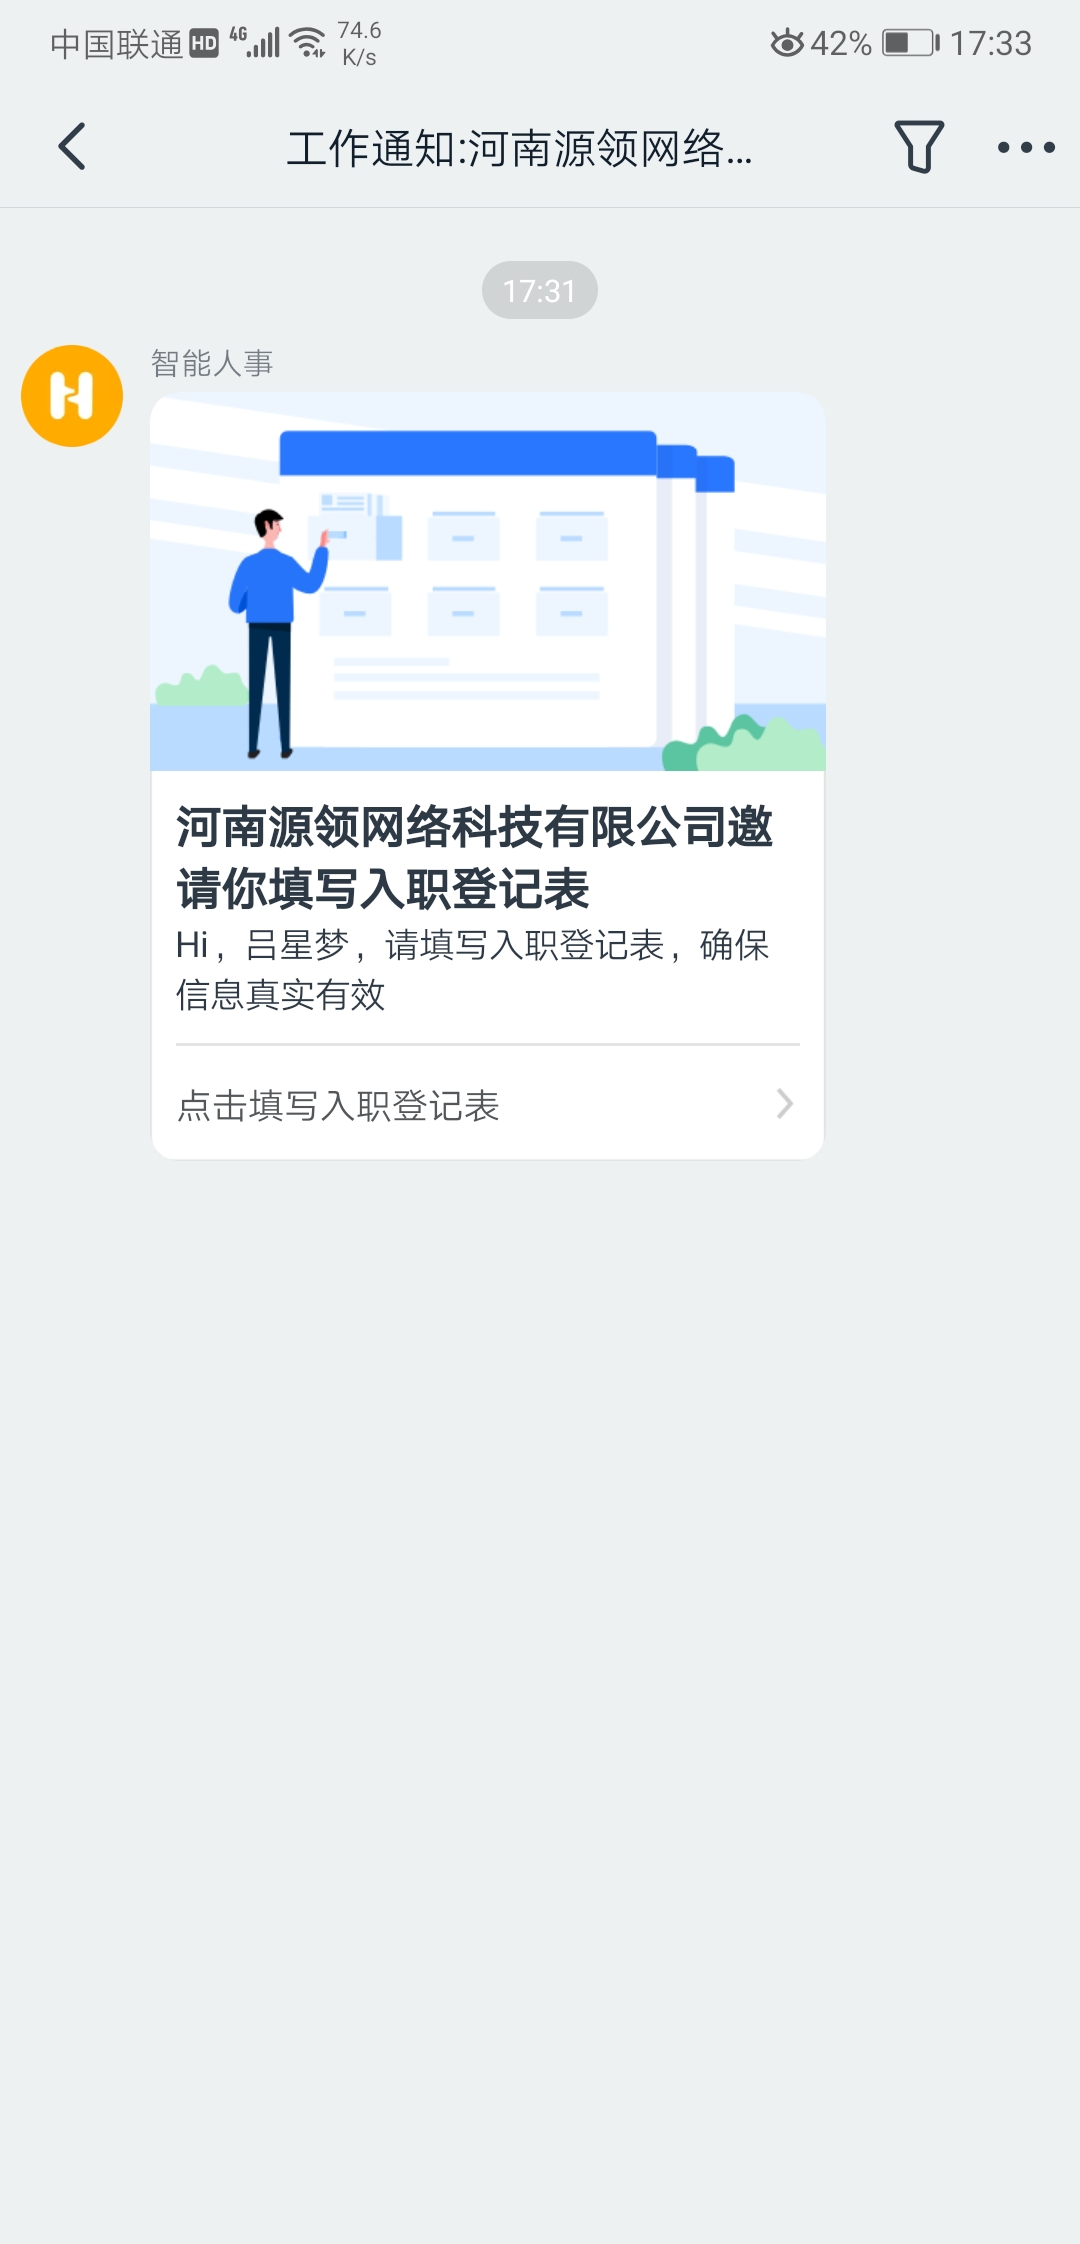 中国联通 HD 4G 74.6 K/s 42% 17:33
工作通知:河南源领网络...
17:31
智能人事
河南源领网络科技有限公司邀
请你填写入职登记表
Hi，吕星梦，请填写入职登记表，确保
信息真实有效
点击填写入职登记表